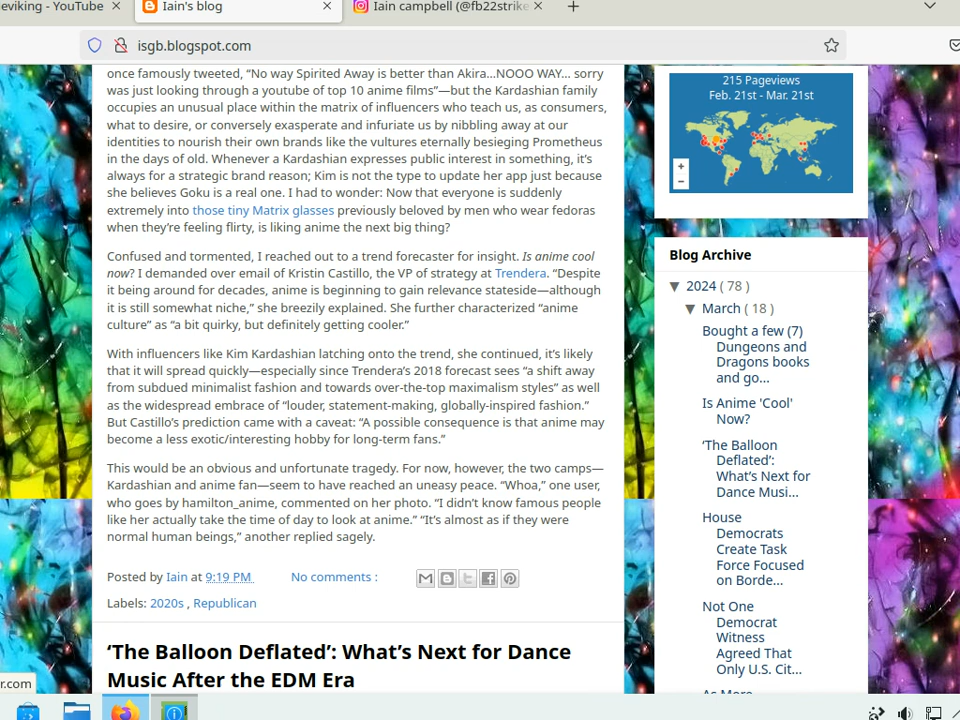 eviking - YouTube
Iain's blog
Iain campbell (@fb22strike
isgb.blogspot.com
once famously tweeted, “No way Spirited Away is better than Akira...NOOO WAY... sorry
was just looking through a youtube of top 10 anime films”—but the Kardashian family
occupies an unusual place within the matrix of influencers who teach us, as consumers,
what to desire, or conversely exasperate and infuriate us by nibbling away at our
identities to nourish their own brands like the vultures eternally besieging Prometheus
in the days of old. Whenever a Kardashian expresses public interest in something, it’s
always for a strategic brand reason; Kim is not the type to update her app just because
she believes Goku is a real one. I had to wonder: Now that everyone is suddenly
extremely into those tiny Matrix glasses previously beloved by men who wear fedoras
when they’re feeling flirty, is liking anime the next big thing?
Confused and tormented, I reached out to a trend forecaster for insight. Is anime cool
now? I demanded over email of Kristin Castillo, the VP of strategy at Trendera. “Despite
it being around for decades, anime is beginning to gain relevance stateside—although
it is still somewhat niche,” she breezily explained. She further characterized “anime
culture” as “a bit quirky, but definitely getting cooler.”
With influencers like Kim Kardashian latching onto the trend, she continued, it’s likely
that it will spread quickly—especially since Trendera’s 2018 forecast sees “a shift away
from subdued minimalist fashion and towards over-the-top maximalism styles” as well
as the widespread embrace of “louder, statement-making, globally-inspired fashion.”
But Castillo’s prediction came with a caveat: “A possible consequence is that anime may
become a less exotic/interesting hobby for long-term fans.”
This would be an obvious and unfortunate tragedy. For now, however, the two camps—
Kardashian and anime fan—seem to have reached an uneasy peace. “Whoa,” one user,
who goes by hamilton_anime, commented on her photo. “I didn’t know famous people
like her actually take the time of day to look at anime.” “It's almost as if they were
normal human beings,” another replied sagely.
Posted by Iain at 9:19 PM
No comments :
Labels: 2020s , Republican
‘The Balloon Deflated’: What’s Next for Dance
Music After the EDM Era
r.com
215 Pageviews
Feb. 21st - Mar. 21st
+
−
Blog Archive
▼ 2024 ( 78 )
▼ March ( 18 )
Bought a few (7)
Dungeons and
Dragons books
and go...
Is Anime 'Cool'
Now?
‘The Balloon
Deflated’:
What’s Next for
Dance Musi...
House
Democrats
Create Task
Force Focused
on Borde...
Not One
Democrat
Witness
Agreed That
Only U.S. Cit...
As More